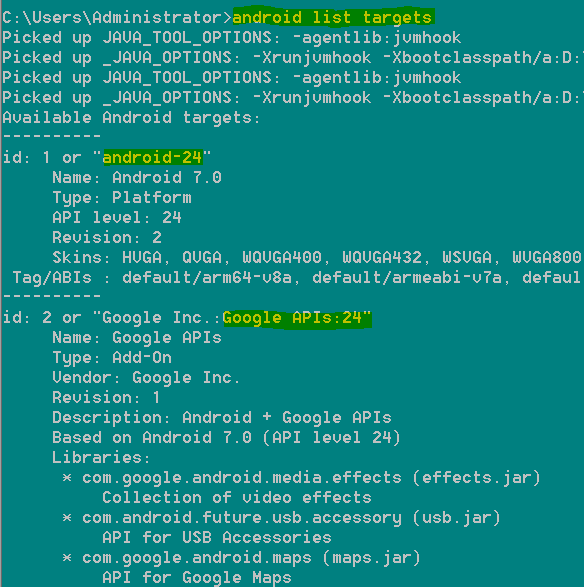 C:\Users\Administrator>android list targets
Picked up JAVA_TOOL_OPTIONS: -agentlib:jvmhook
Picked up _JAVA_OPTIONS: -Xrunjvmhook -Xbootclasspath/a:D:
Picked up JAVA_TOOL_OPTIONS: -agentlib:jvmhook
Picked up _JAVA_OPTIONS: -Xrunjvmhook -Xbootclasspath/a:D:
Available Android targets:
----------
id: 1 or "android-24"
Name: Android 7.0
Type: Platform
API level: 24
Revision: 2
Skins: HVGA, QVGA, WQVGA400, WQVGA432, WSVGA, WVGA800
Tag/ABIs : default/arm64-v8a, default/armeabi-v7a, defaul
----------
id: 2 or "Google Inc.:Google APIs:24"
Name: Google APIs
Type: Add-On
Vendor: Google Inc.
Revision: 1
Description: Android + Google APIs
Based on Android 7.0 (API level 24)
Libraries:
* com.google.android.media.effects (effects.jar)
Collection of video effects
* com.android.future.usb.accessory (usb.jar)
API for USB Accessories
* com.google.android.maps (maps.jar)
API for Google Maps